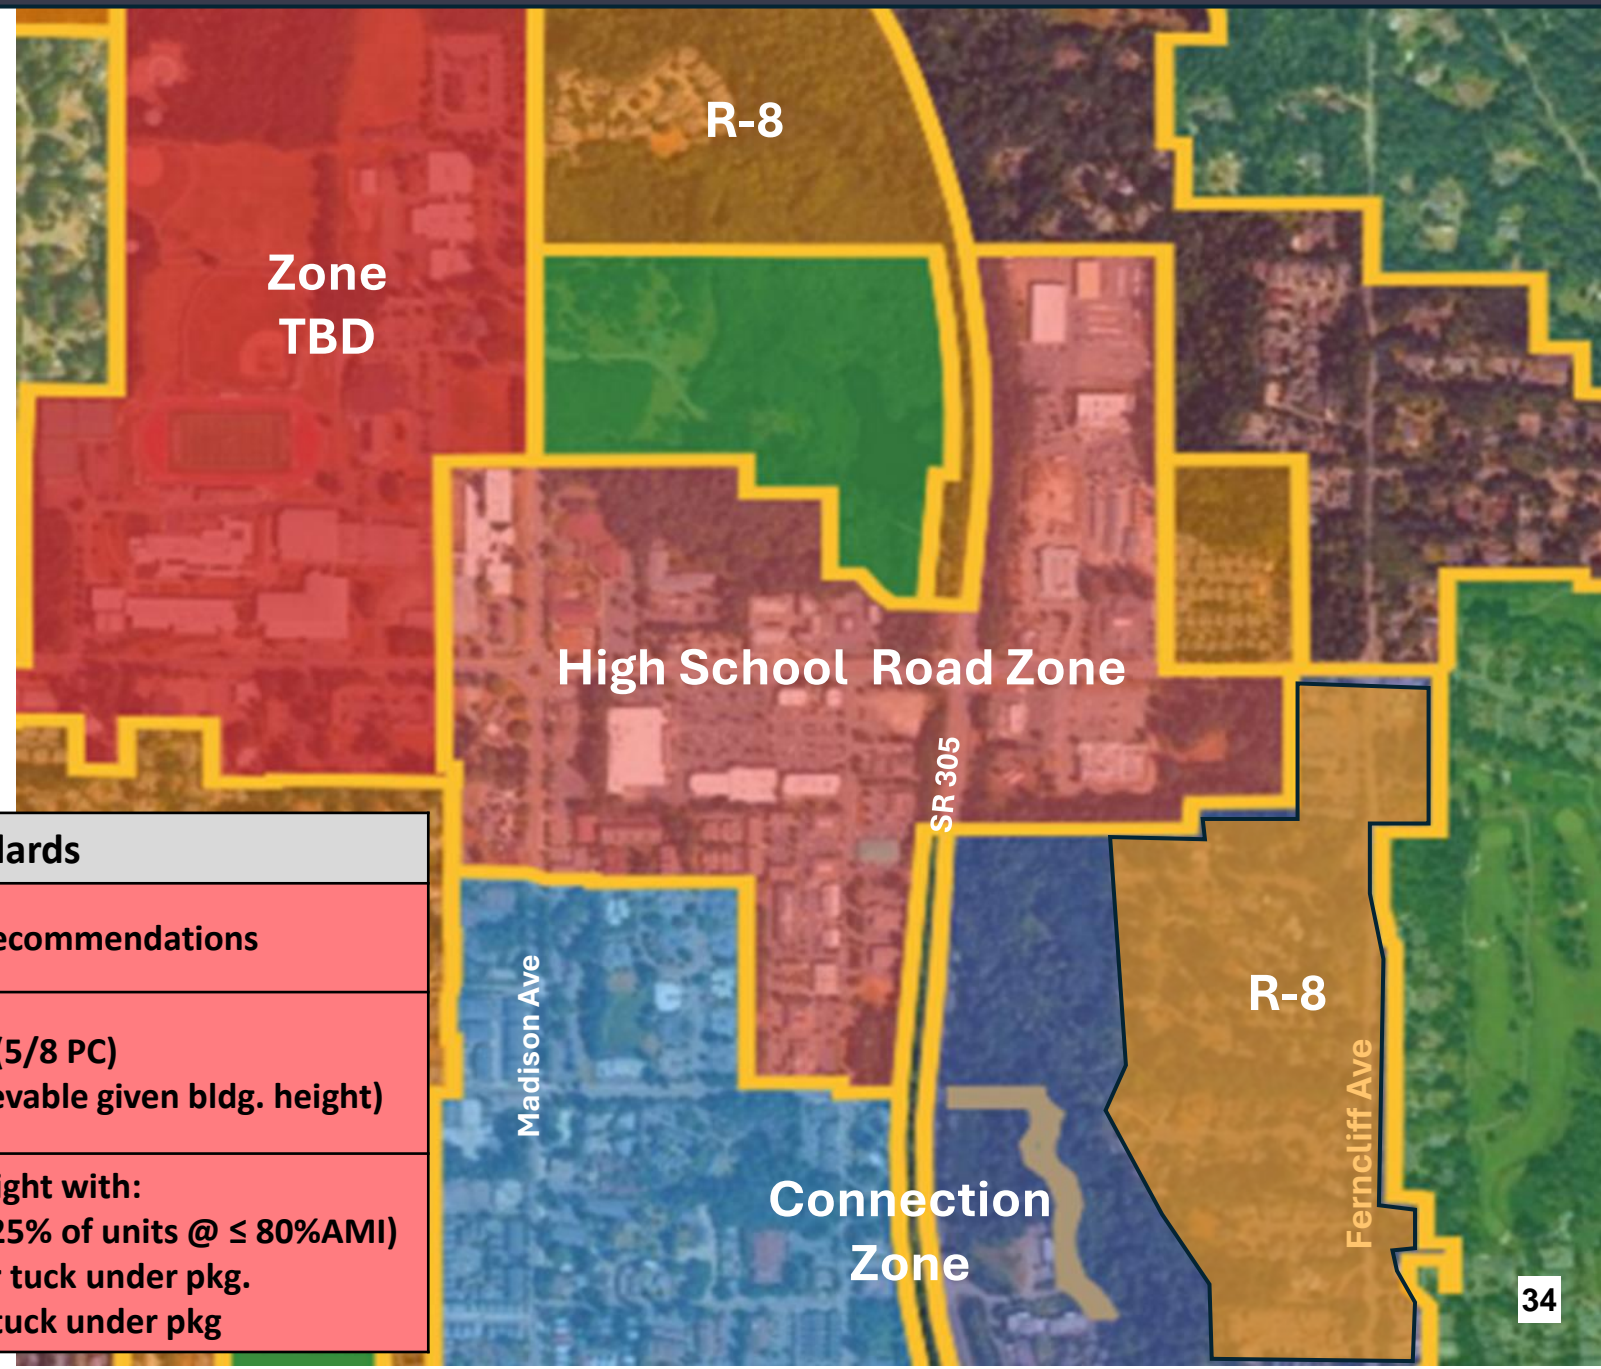 R-8
Zone
TBD
High School Road Zone
SR 305
R-8
Madison Ave
Ferncliff Ave
Connection
Zone
dards
ecommendations
(5/8 PC)
evable given bldg. height)
ight with:
25% of units @ ≤ 80%AMI)
r tuck under pkg.
tuck under pkg
34